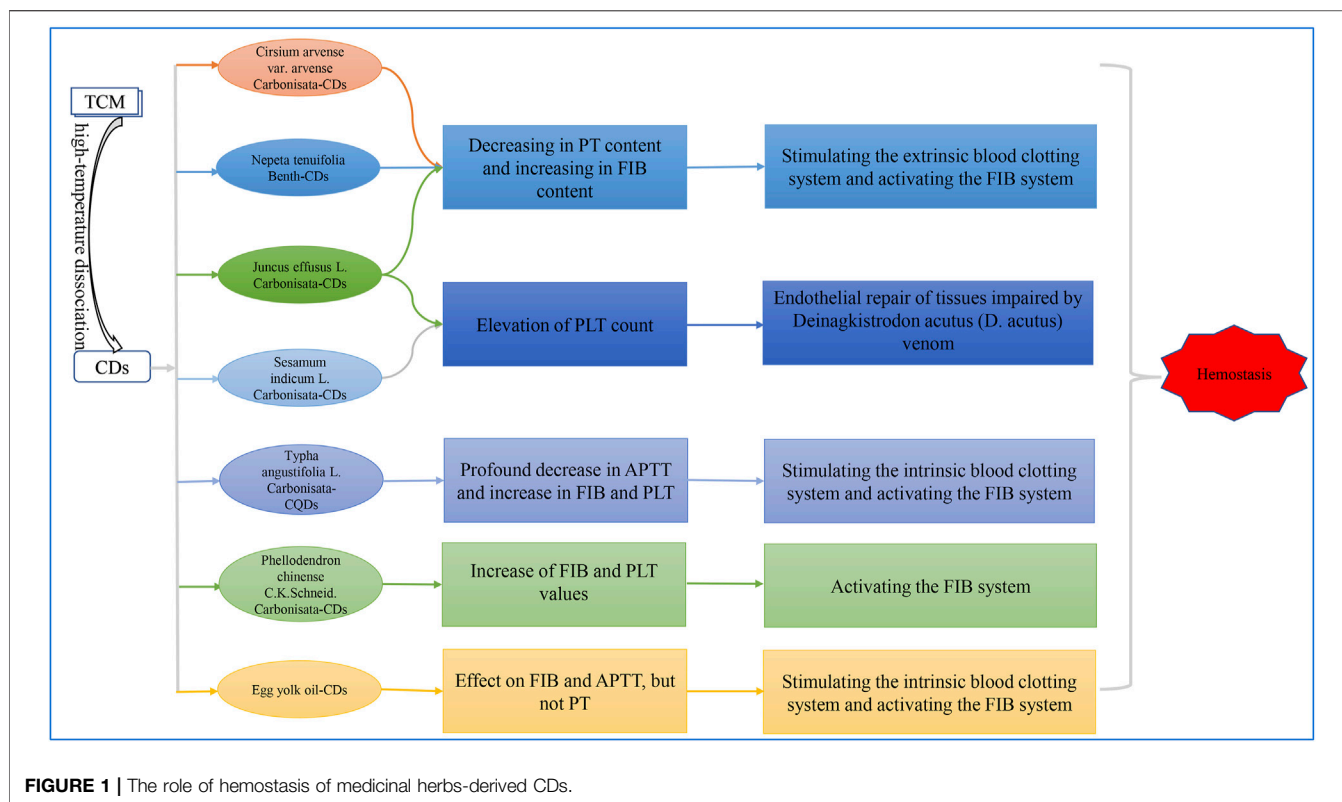 TCM
high-temperature dissociation
CDs
Cirsium arvense
var. arvense
Carbonisata-CDs
Nepeta tenuifolia
Benth-CDs
Juncus effusus L.
Carbonisata-CDs
Sesamum
indicum L.
Carbonisata-CDs
Typha
angustifolia L.
Carbonisata-
CQDs
Phellodendron
chinense
C.K.Schneid.
Carbonisata-CDs
Egg yolk oil-CDs
Decreasing in PT content
and increasing in FIB
content
Elevation of PLT count
Profound decrease in APTT
and increase in FIB and PLT
Increase of FIB and PLT
values
Effect on FIB and APTT, but
not PT
Stimulating the extrinsic blood clotting
system and activating the FIB system
Endothelial repair of tissues impaired by
Deinagkistrodon acutus (D. acutus)
venom
Stimulating the intrinsic blood clotting
system and activating the FIB system
Activating the FIB system
Stimulating the intrinsic blood clotting
system and activating the FIB system
Hemostasis
FIGURE 1 | The role of hemostasis of medicinal herbs-derived CDs.